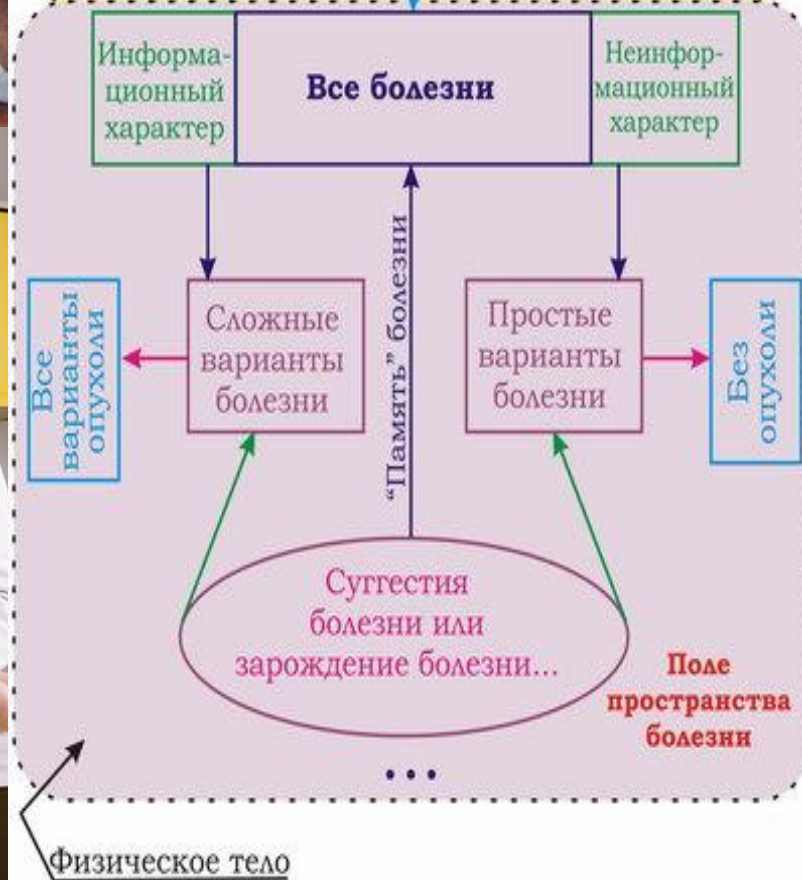 Информа-
ционный
характер
Все болезни
Неинфор-
мационный
характер
Все
варианты
опухоли
Сложные
варианты
болезни
"Память" болезни
Простые
варианты
болезни
Без
опухоли
Суггестия
болезни или
зарождение болезни...
Поле
пространства
болезни
...
Физическое тело